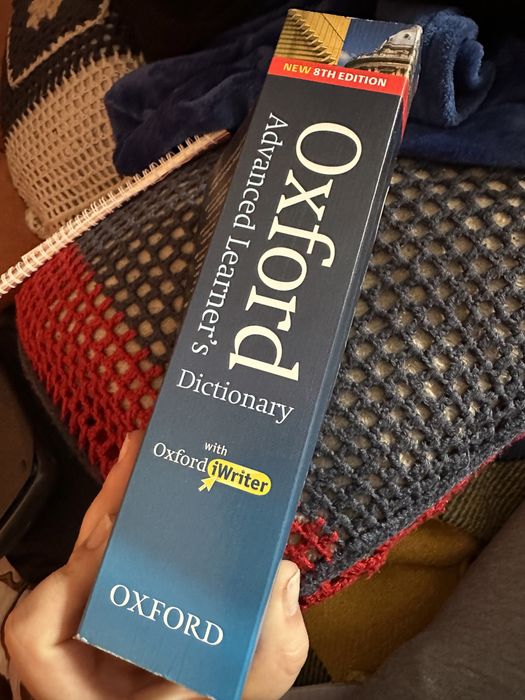 NEW 8TH EDITION
Oxford
Advanced Learner's
Dictionary
with
Oxford iWriter
OXFORD